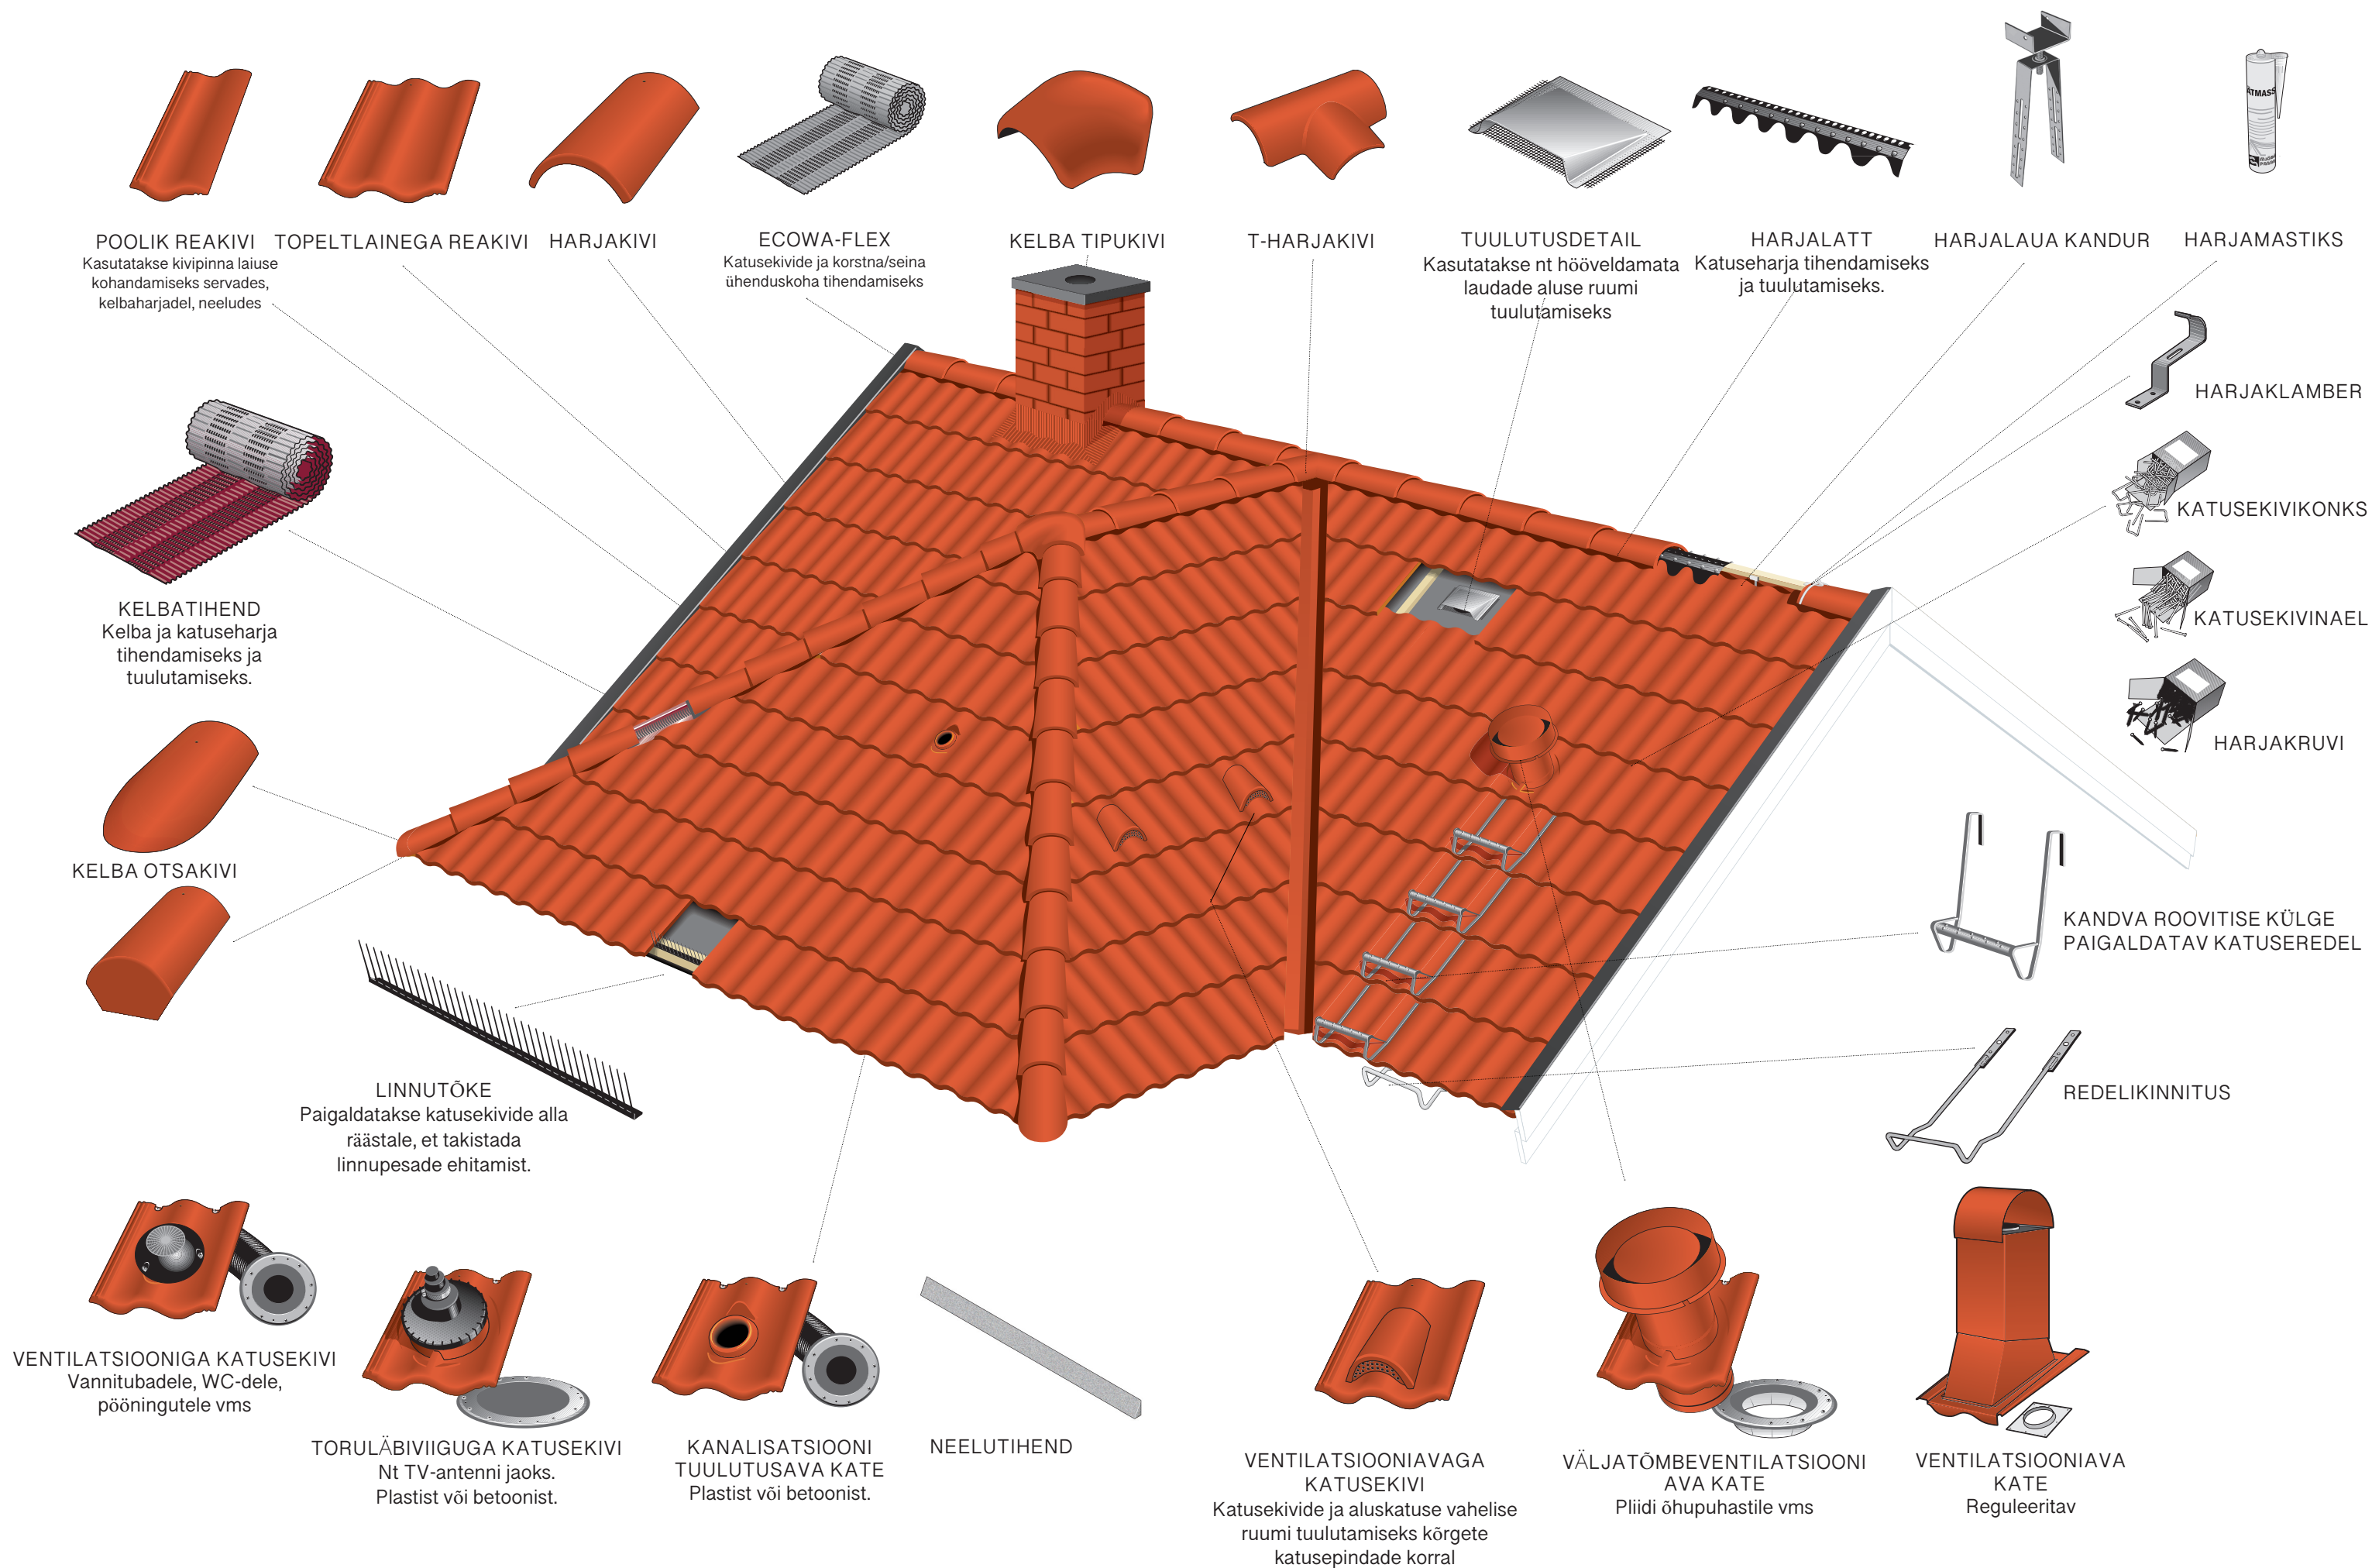 POOLIK REAKIVI
Kasutatakse kivipinna laiuse
kohandamiseks servades,
kelbaharjadel, neeludes
TOPELTLAINEGA REAKIVI
HARJAKIVI
ECOWA-FLEX
Katusekivide ja korstna/seina
ühenduskoha tihendamiseks
KELBA TIPUKIVI
T-HARJAKIVI
TUULUTUSDETAIL
Kasutatakse nt hööveldamata
laudade aluse ruumi
tuulutamiseks
HARJALATT
Katuseharja tihendamiseks
ja tuulutamiseks.
HARJALAUA KANDUR
ÄTMASS
HARJAMASTIKS
HARJAKLAMBER
KATUSEKIVIKONKS
KATUSEKIVINAEL
HARJAKRUVI
KELBATIHEND
Kelba ja katuseharja
tihendamiseks ja
tuulutamiseks.
KELBA OTSAKIVI
KANDVA ROOVITISE KÜLGE
PAIGALDATAV KATUSEREDEL
REDELIKINNITUS
LINNUTÕKE
Paigaldatakse katusekivide alla
räästale, et takistada
linnupesade ehitamist.
VENTILATSIOONIGA KATUSEKIVI
Vannitubadele, WC-dele,
pööningutele vms
TORULÄBIVIIGUGA KATUSEKIVI
Nt TV-antenni jaoks.
Plastist või betoonist.
KANALISATSIOONI
TUULUTUSAVA KATE
Plastist või betoonist.
NEELUTIHEND
VENTILATSIOONIAVAGA
KATUSEKIVI
Katusekivide ja aluskatuse vahelise
ruumi tuulutamiseks kõrgete
katusepindade korral
VÄLJATÕMBEVENTILATSIOONI
AVA KATE
Pliidi õhupuhastile vms
VENTILATSIOONIAVA
KATE
Reguleeritav